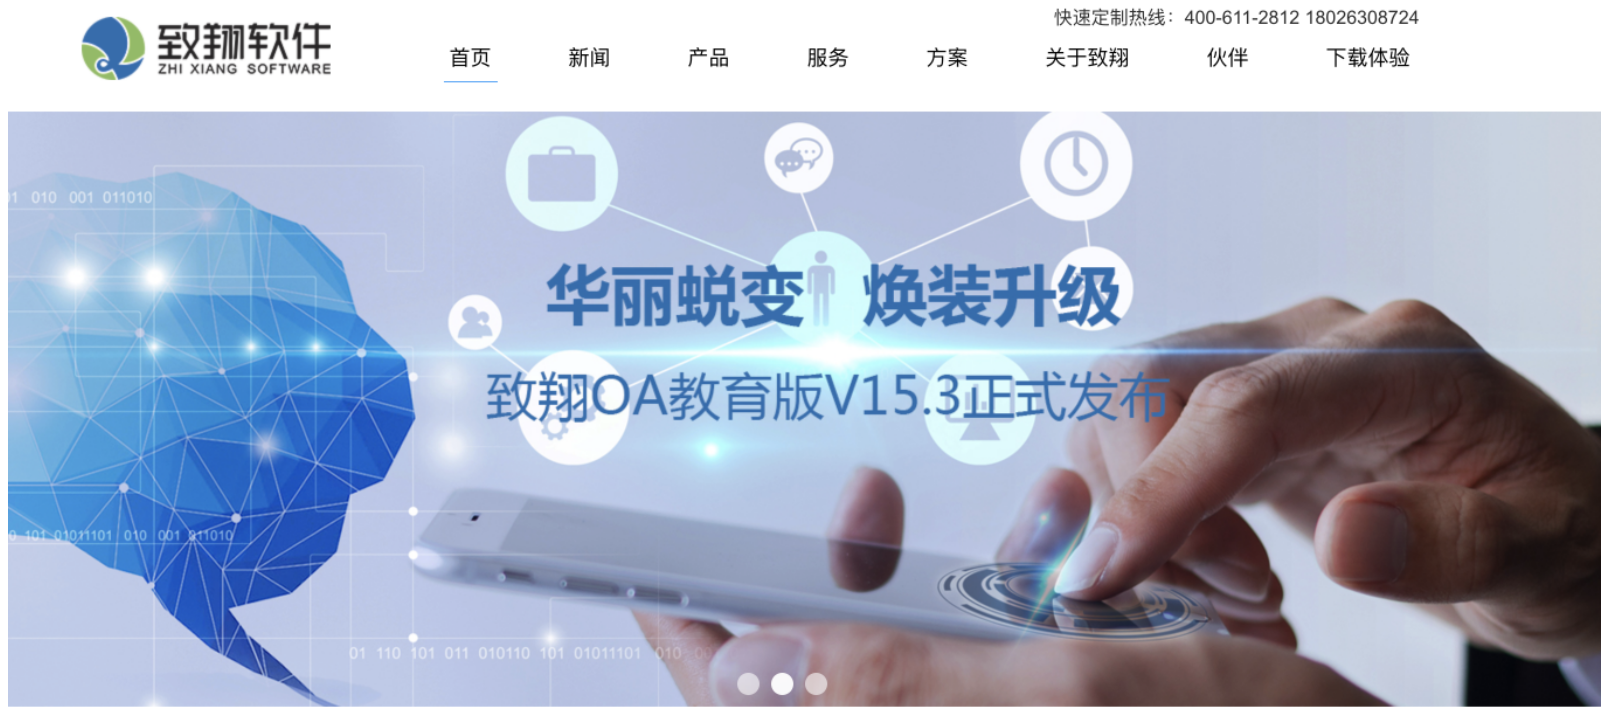 快速定制热线：400-611-2812 18026308724
致翔软件
ZHI XIANG SOFTWARE
首页 新闻 产品 服务 方案 关于致翔 伙伴 下载体验
010 001 011010
华丽蜕变 焕装升级
致翔OA教育版V15.3正式发布
0 101 01011101 010 001 011010
01 110 101 011 010110 101 01011101 010 00